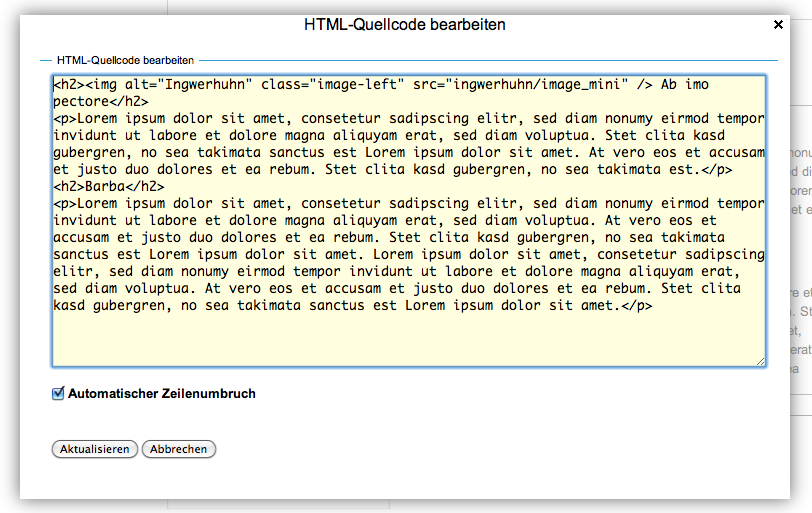 HTML-Quellcode bearbeiten
HTML-Quellcode bearbeiten
<h2><img alt="Ingwerhuhn" class="image-left" src="ingwerhuhn/image_mini" /> Ab imo
pectore</h2>
<p>Lorem ipsum dolor sit amet, consetetur sadipscing elitr, sed diam nonumy eirmod tempor
invidunt ut labore et dolore magna aliquyam erat, sed diam voluptua. Stet clita kasd
gubergren, no sea takimata sanctus est Lorem ipsum dolor sit amet. At vero eos et accusam
et justo duo dolores et ea rebum. Stet clita kasd gubergren, no sea takimata est.</p>
<h2>Barba</h2>
<p>Lorem ipsum dolor sit amet, consetetur sadipscing elitr, sed diam nonumy eirmod tempor
invidunt ut labore et dolore magna aliquyam erat, sed diam voluptua. At vero eos et
accusam et justo duo dolores et ea rebum. Stet clita kasd gubergren, no sea takimata
sanctus est Lorem ipsum dolor sit amet. Lorem ipsum dolor sit amet, consetetur sadipscing
elitr, sed diam nonumy eirmod tempor invidunt ut labore et dolore magna aliquyam erat,
sed diam voluptua. At vero eos et accusam et justo duo dolores et ea rebum. Stet clita
kasd gubergren, no sea takimata sanctus est Lorem ipsum dolor sit amet.</p>
Automatischer Zeilenumbruch
Aktualisieren Abbrechen